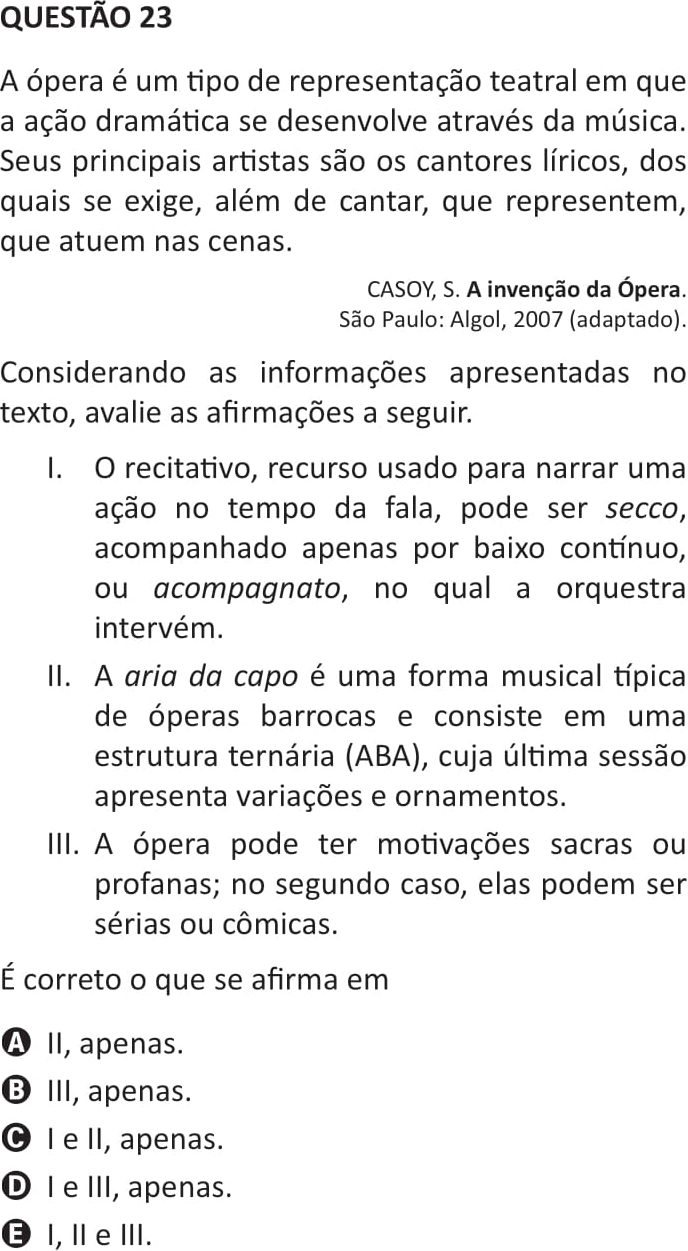 QUESTÃO 23
A ópera é um tipo de representação teatral em que
a ação dramática se desenvolve através da música.
Seus principais artistas são os cantores líricos, dos
quais se exige, além de cantar, que representem,
que atuem nas cenas.
CASOY, S. A invenção da Ópera.
São Paulo: Algol, 2007 (adaptado).
Considerando as informações apresentadas no
texto, avalie as afirmações a seguir.
I. O recitativo, recurso usado para narrar uma
ação no tempo da fala, pode ser secco,
acompanhado apenas por baixo contínuo,
ou acompagnato, no qual a orquestra
intervém.
II. A aria da capo é uma forma musical típica
de óperas barrocas e consiste em uma
estrutura ternária (ABA), cuja última sessão
apresenta variações e ornamentos.
III. A ópera pode ter motivações sacras ou
profanas; no segundo caso, elas podem ser
sérias ou cômicas.
É correto o que se afirma em
A II, apenas.
B III, apenas.
C I e II, apenas.
D I e III, apenas.
E I, II e III.